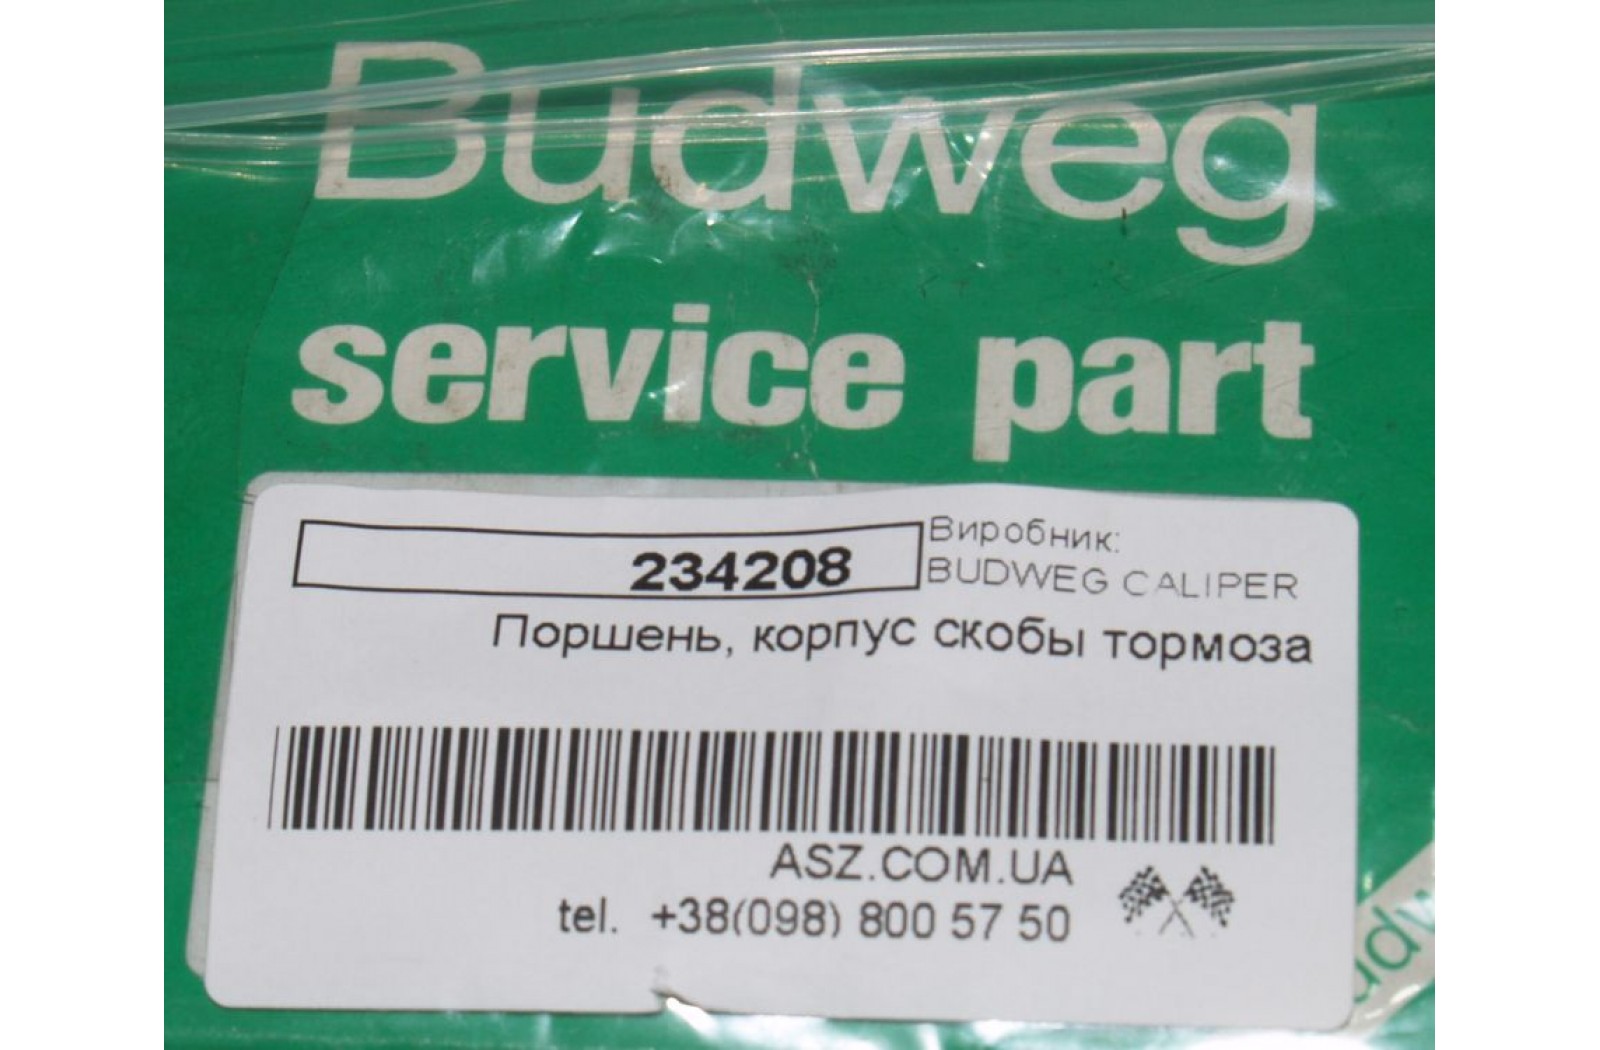 Budweg
service part
234208
Виробник:
BUDWEG CALIPER
Поршень, корпус скобы тормоза
ASZ.COM.UA
tel. +38(098) 800 57 50